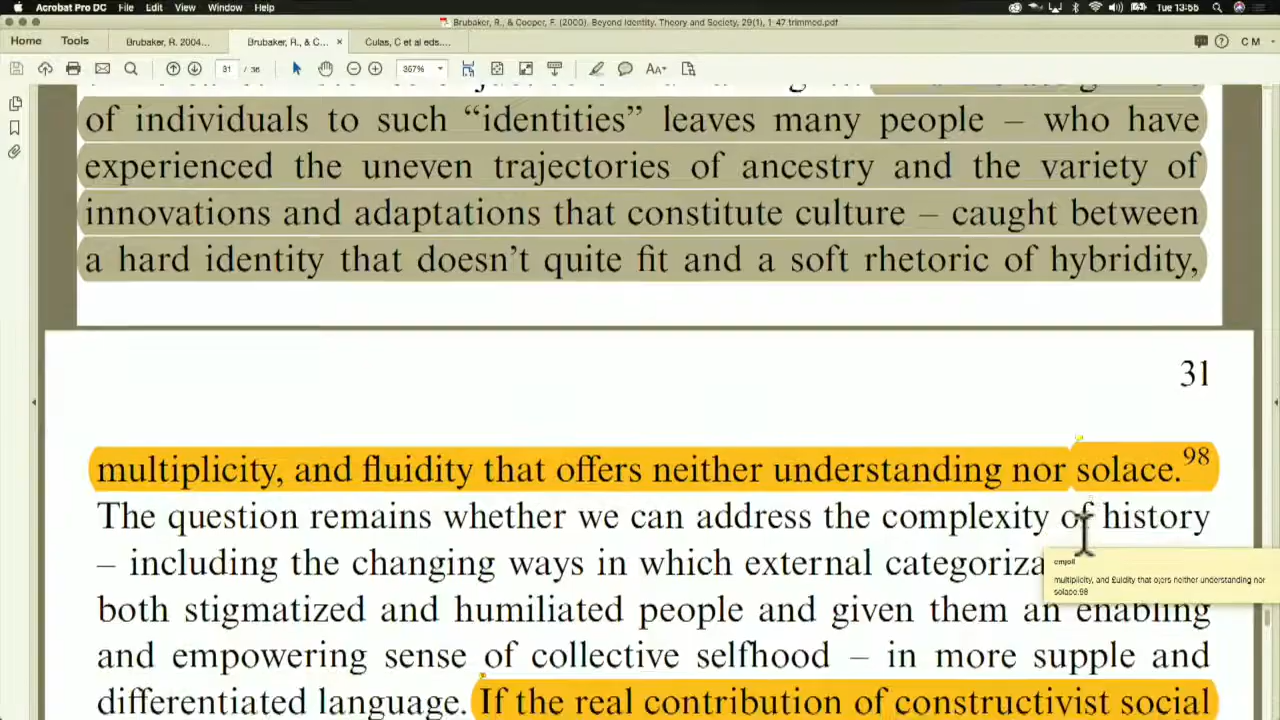 Acrobat Pro DC File Edit View Window Help Tue 13:55
Brubaker, R., & Cooper, F. (2000). Beyond Identity. Theory and Society, 29(1), 1-47.trimmed.pdf
Home Tools Brubaker, R. 2004... Brubaker, R., & C... × Culas, C et al eds.... C M
31 / 36 367%
of individuals to such “identities” leaves many people – who have
experienced the uneven trajectories of ancestry and the variety of
innovations and adaptations that constitute culture – caught between
a hard identity that doesn’t quite fit and a soft rhetoric of hybridity,
31
multiplicity, and fluidity that offers neither understanding nor solace.98
The question remains whether we can address the complexity of history
– including the changing ways in which external categoriza
both stigmatized and humiliated people and given them an enabling
and empowering sense of collective selfhood – in more supple and
differentiated language. If the real contribution of constructivist social
multiplicity, and £uidity that o¡ers neither understanding nor
solace.98